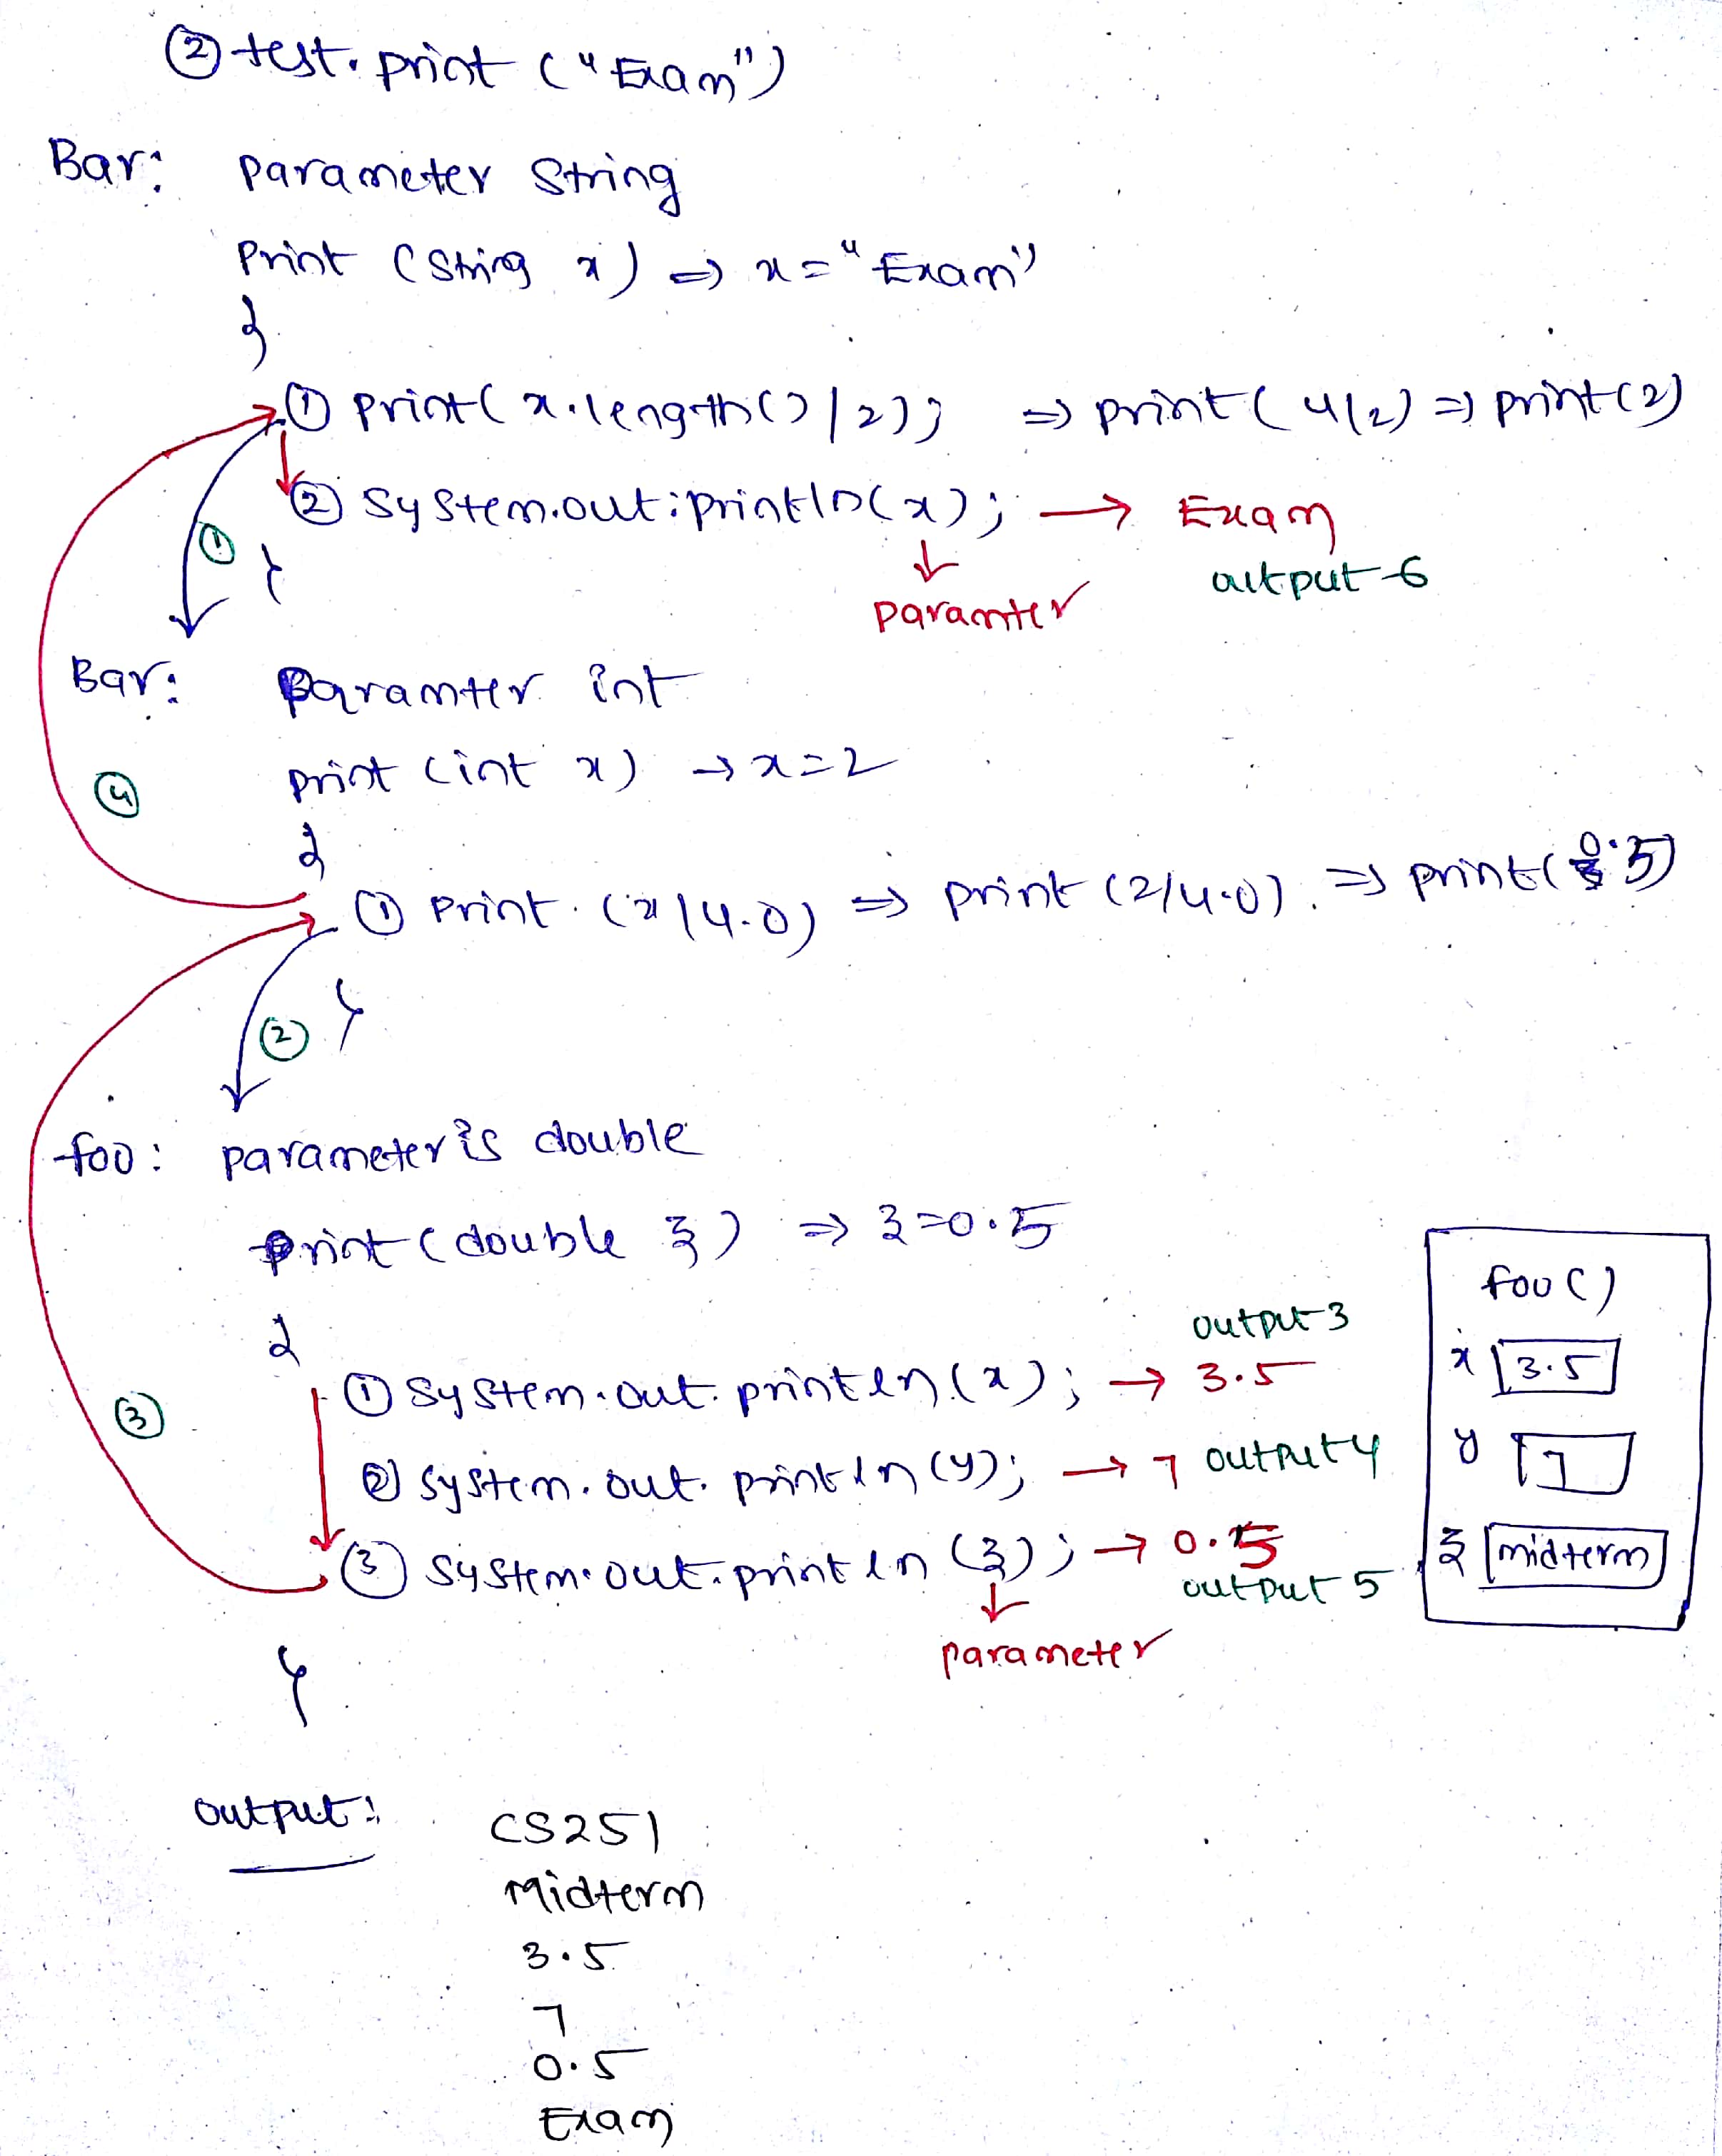 ② test. print ("Exam")
Bar: parameter String
Print (String x) ⇒ x = "Exam"
{
① print( x.length()/2); ⇒ print(4/2) ⇒ print(2)
② System.out.println(x); → Exam
↓
paramter
output-6
① }
Bar: Paramter int
print (int x) → x=2
④
{
① Print. (x/4.0) ⇒ print (2/4.0). ⇒ print(0.5)
② }
foo: parameter is double
print (double z) ⇒ z=0.5
foo()
{
output 3
① System.out.println(x); → 3.5
x 3.5
③
② System.out.println(y); → 7 output 4
y 7
③ System.out.println(z); → 0.5
output 5
z midterm
↓
parameter
}
output:
CS251
Midterm
3.5
7
0.5
Exam